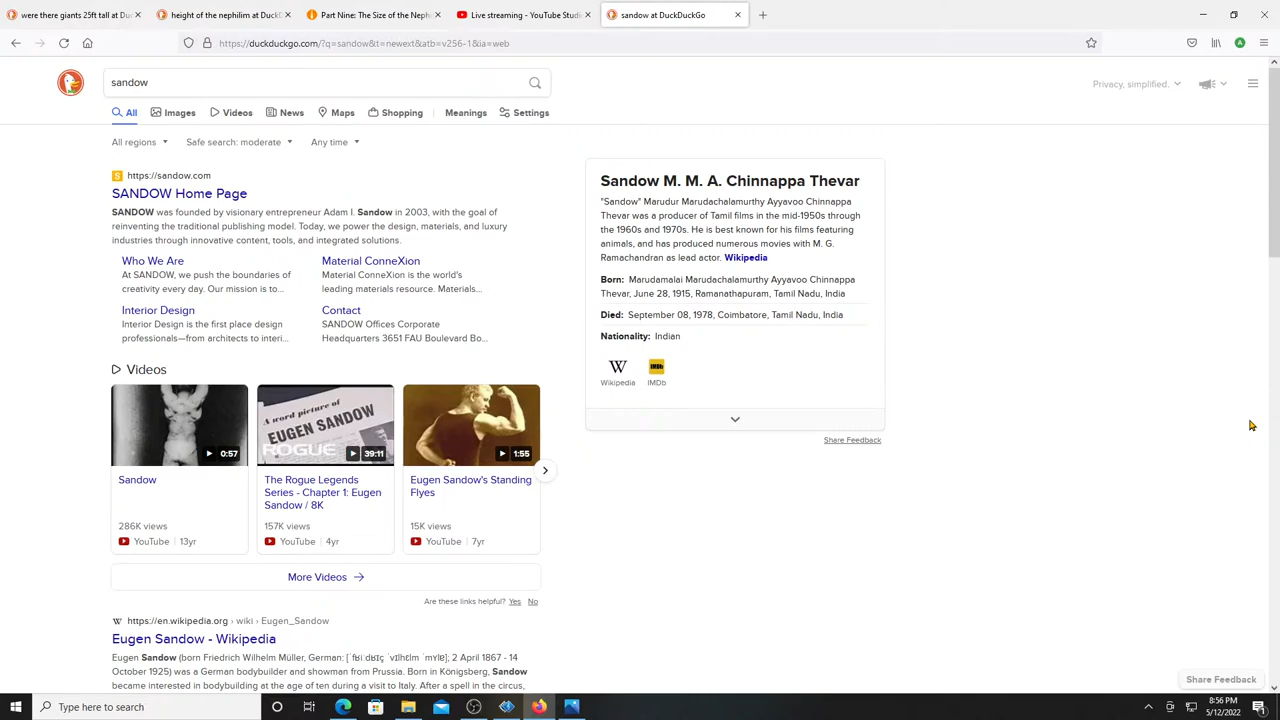 were there giants 25ft tall at Du
height of the nephilim at DuckD
Part Nine: The Size of the Neph
Live streaming - YouTube Studi
sandow at DuckDuckGo
https://duckduckgo.com/?q=sandow&t=newext&atb=v256-1&ia=web
sandow
Privacy, simplified.
All
Images
Videos
News
Maps
Shopping
Meanings
Settings
All regions
Safe search: moderate
Any time
https://sandow.com
SANDOW Home Page
SANDOW was founded by visionary entrepreneur Adam I. Sandow in 2003, with the goal of
reinventing the traditional publishing model. Today, we power the design, materials, and luxury
industries through innovative content, tools, and integrated solutions.
Who We Are
At SANDOW, we push the boundaries of
creativity every day. Our mission is to...
Material ConneXion
Material ConneXion is the world's
leading materials resource. Materials...
Interior Design
Interior Design is the first place design
professionals—from architects to interi...
Contact
SANDOW Offices Corporate
Headquarters 3651 FAU Boulevard Bo...
Videos
0:57
Sandow
286K views
YouTube
13yr
A word picture of
EUGEN SANDOW
ROGUE
39:11
The Rogue Legends
Series - Chapter 1: Eugen
Sandow / 8K
157K views
YouTube
4yr
1:55
Eugen Sandow's Standing
Flyes
15K views
YouTube
7yr
More Videos
Are these links helpful? Yes No
https://en.wikipedia.org › wiki › Eugen_Sandow
Eugen Sandow - Wikipedia
Eugen Sandow (born Friedrich Wilhelm Müller, German: [ˈfʁiːdʁɪç ˈvɪlhɛlm ˈmʏlɐ]; 2 April 1867 - 14
October 1925) was a German bodybuilder and showman from Prussia. Born in Königsberg, Sandow
became interested in bodybuilding at the age of ten during a visit to Italy. After a spell in the circus,
Sandow M. M. A. Chinnappa Thevar
"Sandow" Marudur Marudachalamurthy Ayyavoo Chinnappa
Thevar was a producer of Tamil films in the mid-1950s through
the 1960s and 1970s. He is best known for his films featuring
animals, and has produced numerous movies with M. G.
Ramachandran as lead actor. Wikipedia
Born: Marudamalai Marudachalamurthy Ayyavoo Chinnappa
Thevar, June 28, 1915, Ramanathapuram, Tamil Nadu, India
Died: September 08, 1978, Coimbatore, Tamil Nadu, India
Nationality: Indian
W
IMDb
Wikipedia
IMDb
Share Feedback
Share Feedback
Type here to search
8:56 PM
5/12/2022